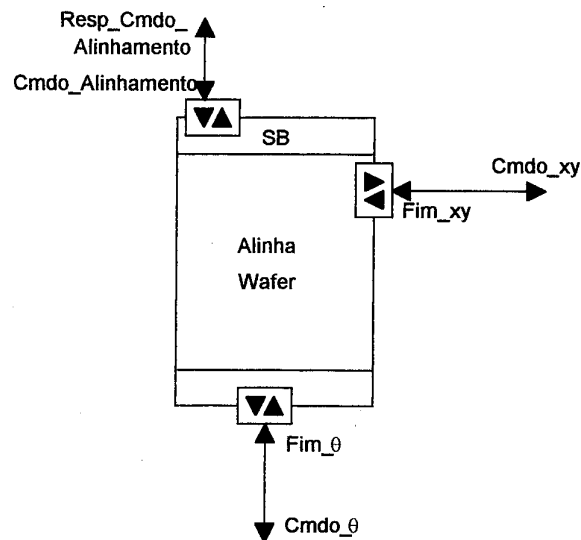 Resp_Cmdo_
Alinhamento
Cmdo_Alinhamento
SB
Cmdo_xy
Fim_xy
Alinha
Wafer
Fim_θ
Cmdo_θ